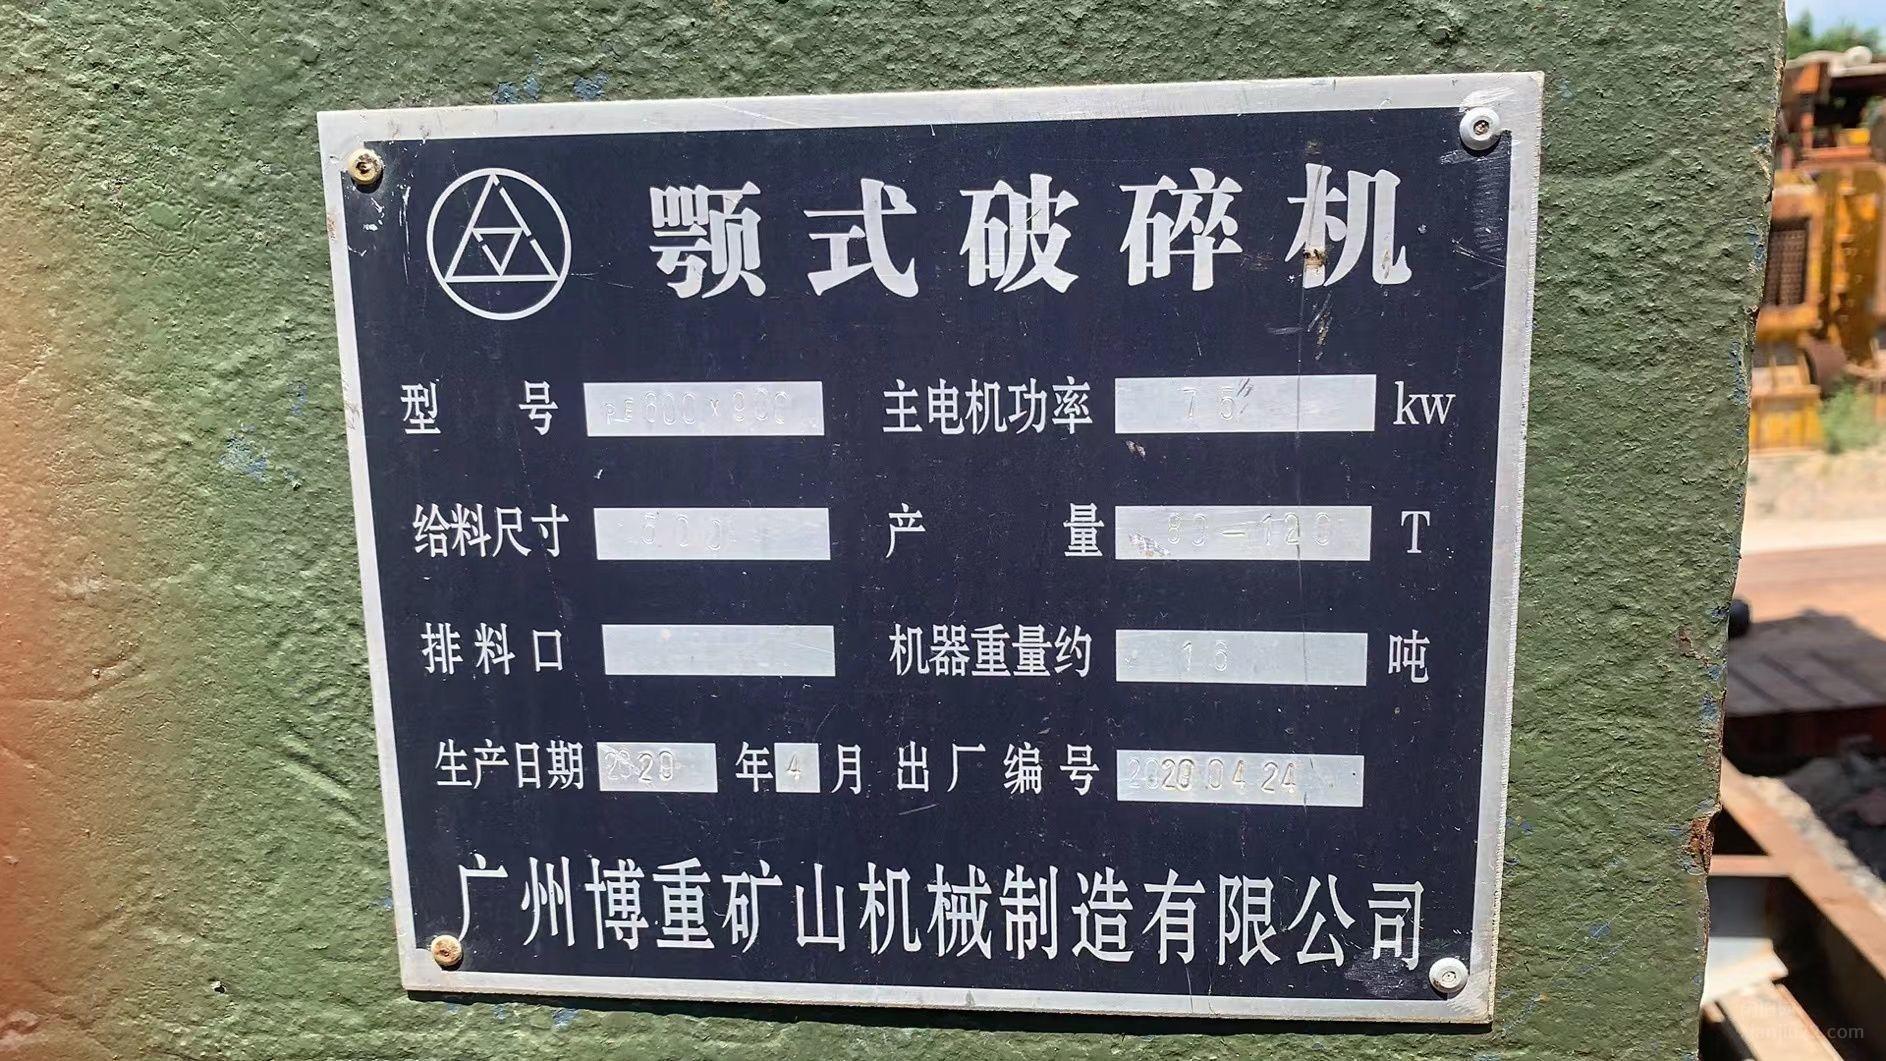 颚式破碎机
型号 PE600×900 主电机功率 75 kw
给料尺寸 500 产量 80-120 T
排料口 机器重量约 16 吨
生产日期 2020 年 4 月 出厂编号 20200424
广州博重矿山机械制造有限公司